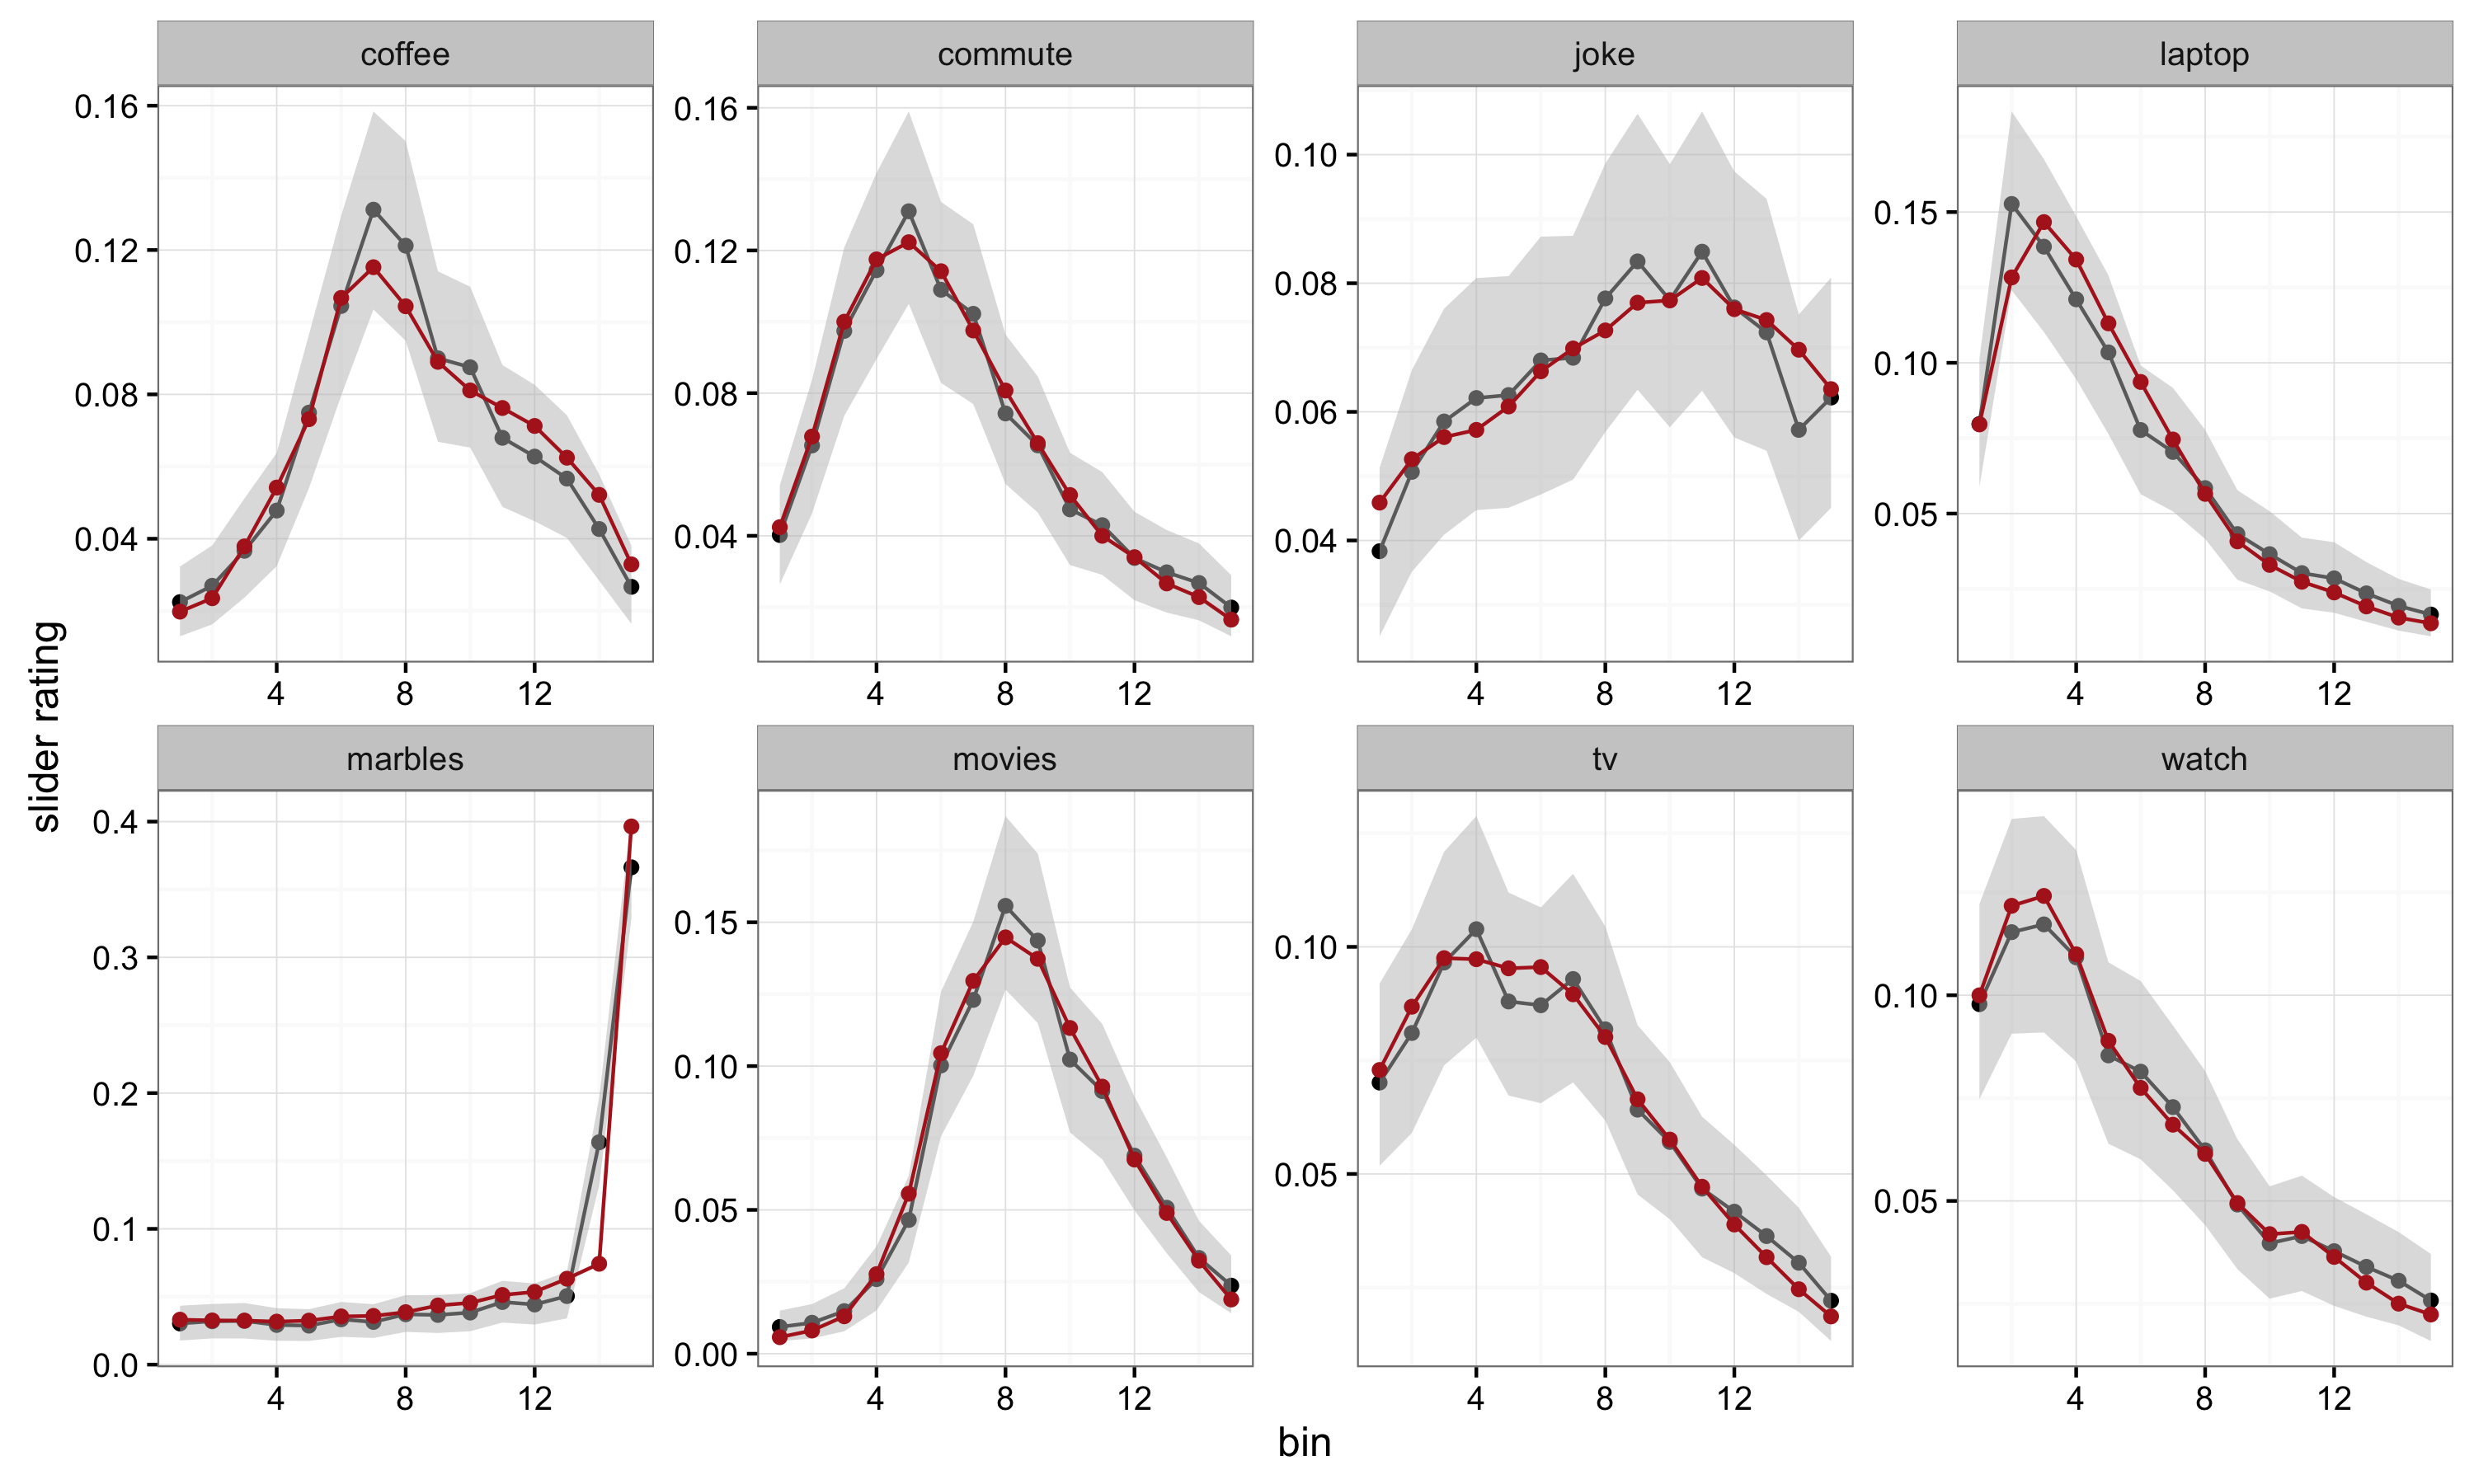 coffee commute joke laptop
0.16 0.16 0.10 0.15
0.12 0.12 0.08 0.10
0.08 0.08 0.06 0.05
0.04 0.04 0.04
4 8 12 4 8 12 4 8 12 4 8 12
slider rating
marbles movies tv watch
0.4 0.15 0.10 0.10
0.3 0.10 0.05 0.05
0.2 0.05
0.1 0.00
0.0
4 8 12 4 8 12 4 8 12 4 8 12
bin